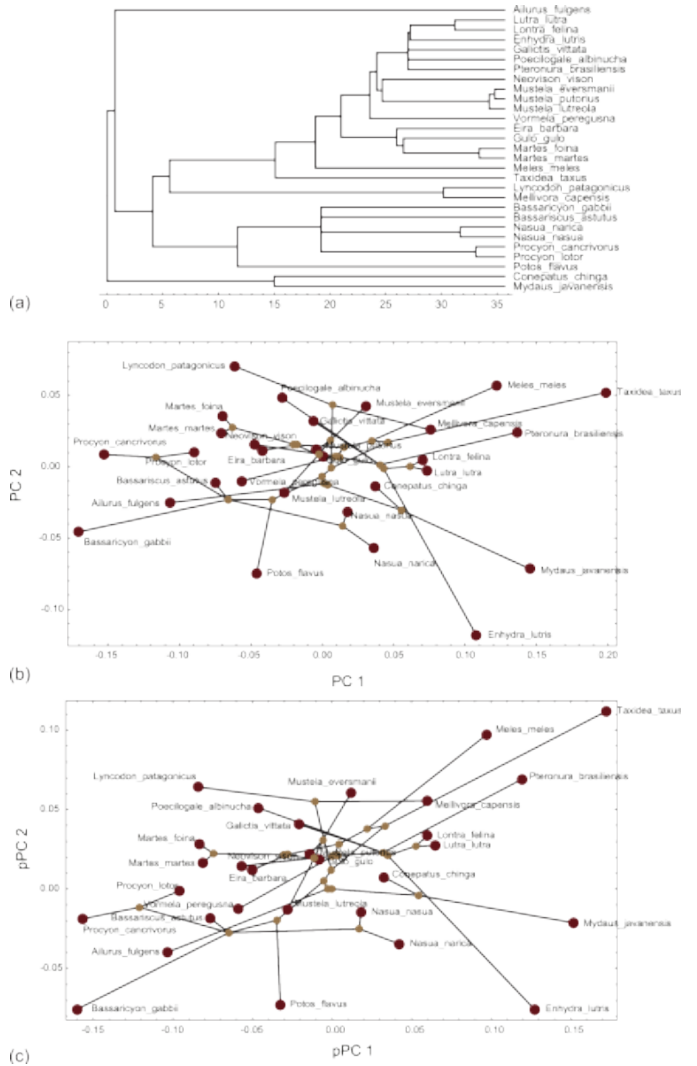 Ailurus_fulgens
Lutra_lutra
Lontra_felina
Enhydra_lutris
Galictis_vittata
Poecilogale_albinucha
Pteronura_brasiliensis
Neovison_vison
Mustela_eversmanii
Mustela_putorius
Mustela_lutreola
Vormela_peregusna
Eira_barbara
Gulo_gulo
Martes_foina
Martes_martes
Meles_meles
Taxidea_taxus
Lyncodon_patagonicus
Mellivora_capensis
Bassaricyon_gabbii
Bassariscus_astutus
Nasua_narica
Nasua_nasua
Procyon_cancrivorus
Procyon_lotor
Potos_flavus
Conepatus_chinga
Mydaus_javanensis
(a)
0 5 10 15 20 25 30 35
Lyncodon_patagonicus
Poecilogale_albinucha
Meles_meles
Taxidea_taxus
Martes_foina
Mustela_eversmanii
Galictis_vittata
Martes_martes
Mellivora_capensis
Pteronura_brasiliensis
Neovison_vison
Procyon_cancrivorus
Procyon_lotor
Eira_barbara
Lontra_felina
Lutra_lutra
Bassariscus_astutus
Vormela_peregusna
Conepatus_chinga
Ailurus_fulgens
Mustela_lutreola
Nasua_nasua
Bassaricyon_gabbii
Nasua_narica
Potos_flavus
Mydaus_javanensis
Enhydra_lutris
0.05
0.00
-0.05
-0.10
PC 2
-0.15 -0.10 -0.05 0.00 0.05 0.10 0.15 0.20
(b)
PC 1
Taxidea_taxus
Meles_meles
Lyncodon_patagonicus
Mustela_eversmanii
Pteronura_brasiliensis
Poecilogale_albinucha
Mellivora_capensis
Galictis_vittata
Martes_foina
Lontra_felina
Lutra_lutra
Martes_martea
Neovison_vison
Gulo_gulo
Eira_barbara
Conepatus_chinga
Procyon_lotor
Vormela_peregusna
Mustela_lutreola
Nasua_nasua
Bassariscus_astutus
Procyon_cancrivorus
Mydaus_javanensis
Ailurus_fulgens
Nasua_narica
Bassaricyon_gabbii
Potos_flavus
Enhydra_lutris
0.10
0.05
0.00
-0.05
pPC 2
-0.15 -0.10 -0.05 0.00 0.05 0.10 0.15
(c)
pPC 1